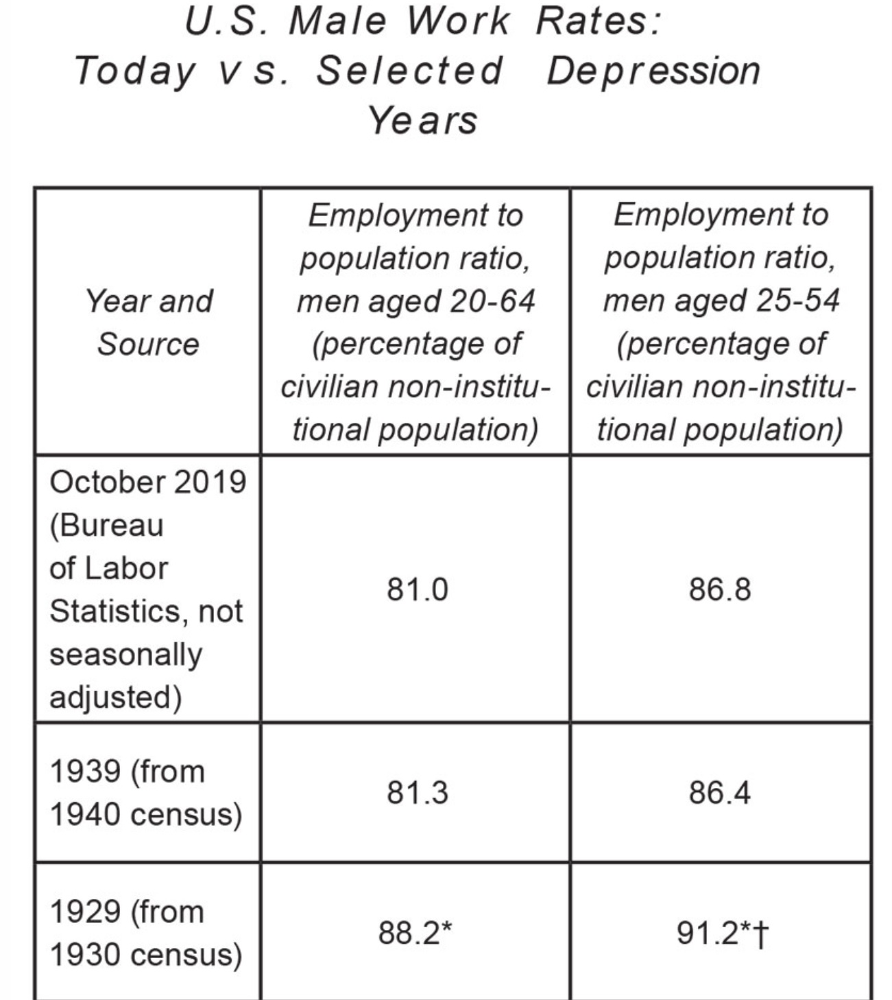 U.S. Male Work Rates:
Today vs. Selected Depression
Years
Year and
Source
Employment to
population ratio,
men aged 20-64
(percentage of
civilian non-institu-
tional population)
Employment to
population ratio,
men aged 25-54
(percentage of
civilian non-institu-
tional population)
October 2019
(Bureau
of Labor
Statistics, not
seasonally
adjusted)
81.0
86.8
1939 (from
1940 census)
81.3
86.4
1929 (from
1930 census)
88.2*
91.2*†